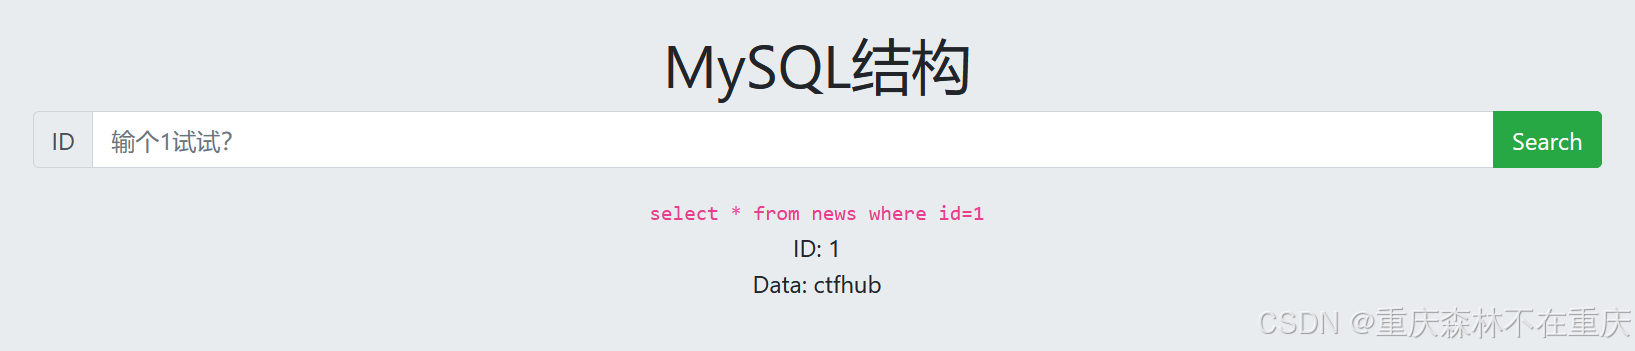 MySQL结构
ID 输个1试试？ Search
select * from news where id=1
ID: 1
Data: ctfhub
CSDN @重庆森林不在重庆